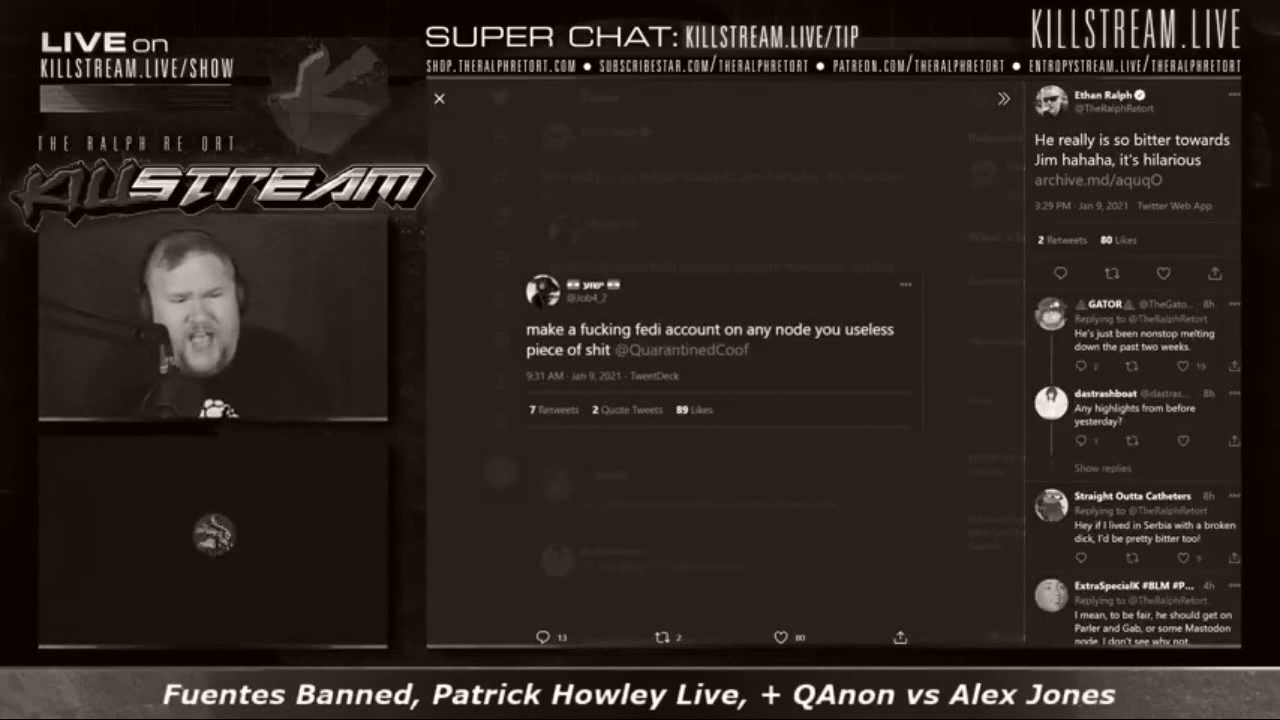 LIVE on
KILLSTREAM.LIVE/SHOW
SUPER CHAT: KILLSTREAM.LIVE/TIP
KILLSTREAM.LIVE
SHOP.THERALPHRETORT.COM ● SUBSCRIBESTAR.COM/THERALPHRETORT ● PATREON.COM/THERALPHRETORT ● ENTROPYSTREAM.LIVE/THERALPHRETORT
THE RALPH RE ORT
KILLSTREAM
yrep
@Job4_2
make a fucking fedi account on any node you useless
piece of shit @QuarantinedCoof
9:31 AM · Jan 9, 2021 · TweetDeck
7 Retweets 2 Quote Tweets 89 Likes
13 2 80
Ethan Ralph
@TheRalphRetort
He really is so bitter towards
Jim hahaha, it's hilarious
archive.md/aquqO
3:29 PM · Jan 9, 2021 · Twitter Web App
2 Retweets 80 Likes
GATOR @TheGato... · 8h
Replying to @TheRalphRetort
He's just been nonstop melting
down the past two weeks.
2 19
dastrashboat @dastras... · 8h
Any highlights from before
yesterday?
1
Show replies
Straight Outta Catheters 8h
Replying to @TheRalphRetort
Hey if I lived in Serbia with a broken
dick, I'd be pretty bitter too!
9
ExtraSpecialK #BLM #P... · 4h
Replying to @TheRalphRetort
I mean, to be fair, he should get on
Parler and Gab, or some Mastodon
node. I don't see why not.
Fuentes Banned, Patrick Howley Live, + QAnon vs Alex Jones